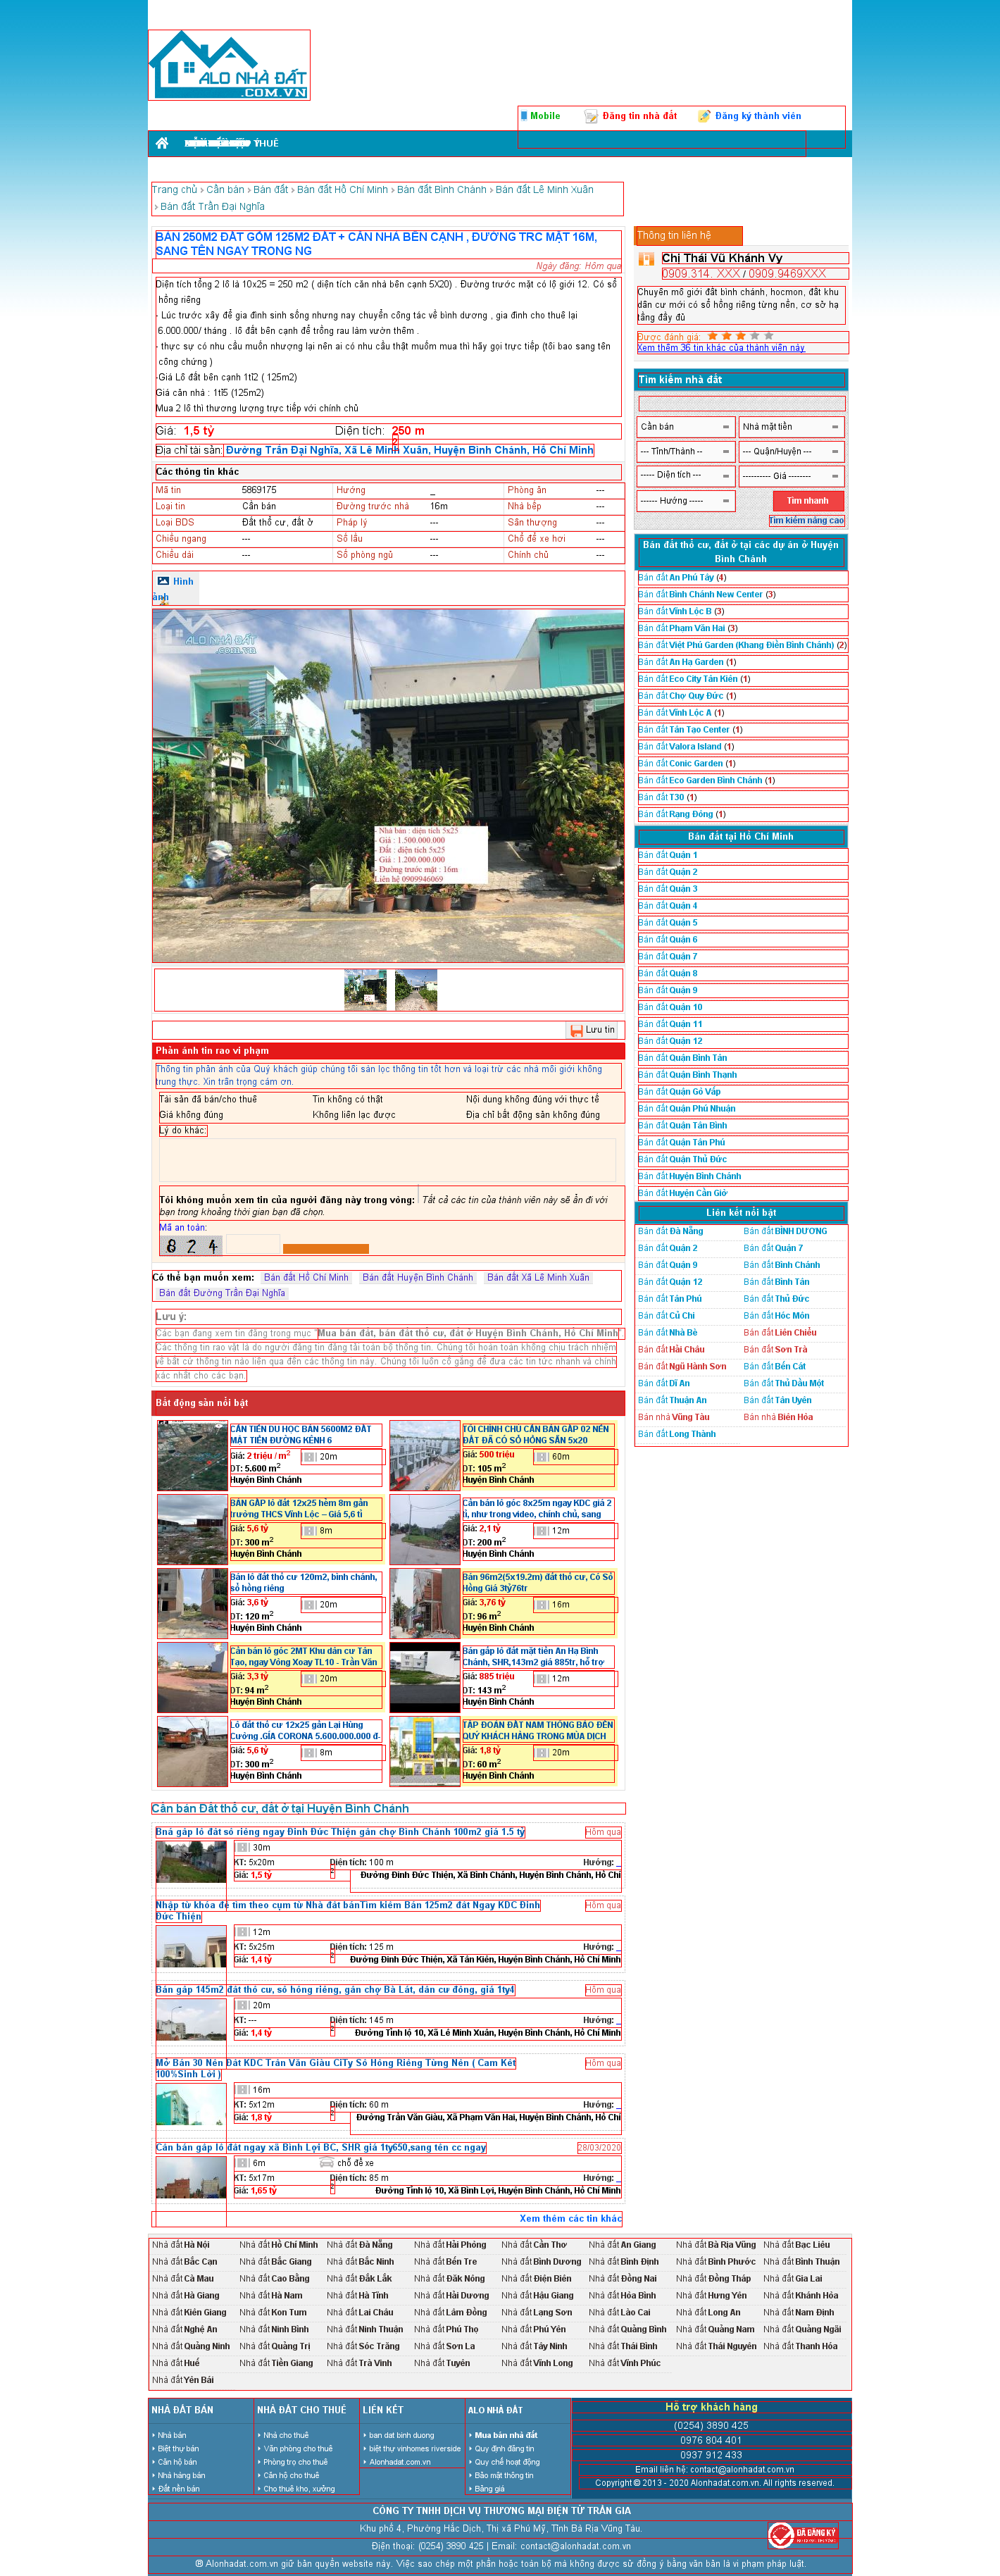 ALO NHÀ ĐẤT
.COM.VN
Mobile
Đăng tin nhà đất
Đăng ký thành viên
Trang chủ Cần bán Bán đất Bán đất Hồ Chí Minh Bán đất Bình Chánh Bán đất Lê Minh Xuân
Bán đất Trần Đại Nghĩa
BÁN 250M2 ĐẤT GỒM 125M2 ĐẤT + CĂN NHÀ BÊN CẠNH , ĐƯỜNG TRC MẶT 16M,
SANG TÊN NGAY TRONG NG
Ngày đăng: Hôm qua
Diện tích tổng 2 lô là 10x25 = 250 m2 ( diện tích căn nhà bên cạnh 5X20) . Đường trước mặt có lộ giới 12. Có sổ
hồng riêng
- Lúc trước xây để gia đình sinh sống nhưng nay chuyển công tác về bình dương , gia đình cho thuê lại
6.000.000/ tháng . lô đất bên cạnh để trồng rau làm vườn thêm .
- thực sự có nhu cầu muốn nhượng lại nên ai có nhu cầu thật muốn mua thì hãy gọi trực tiếp (tôi bao sang tên
công chứng )
-Giá Lô đất bên cạnh 1tỉ2 ( 125m2)
Giá căn nhà : 1tỉ5 (125m2)
Mua 2 lô thì thương lượng trực tiếp với chính chủ
Giá: 1,5 tỷ Diện tích: 250 m2
Địa chỉ tài sản: Đường Trần Đại Nghĩa, Xã Lê Minh Xuân, Huyện Bình Chánh, Hồ Chí Minh
Các thông tin khác
Mã tin 5869175 Hướng _ Phòng ăn ---
Loại tin Cần bán Đường trước nhà 16m Nhà bếp ---
Loại BDS Đất thổ cư, đất ở Pháp lý --- Sân thượng ---
Chiều ngang --- Số lầu --- Chổ để xe hơi ---
Chiều dài --- Số phòng ngủ --- Chính chủ ---
Hình
ảnh
ALO NHÀ ĐẤT
.com.vn
- Nhà bán : diện tích 5x25
- Giá : 1.500.000.000
- Đất : diện tích 5x25
- Giá : 1.200.000.000
- Đường trước mặt : 16m
Liên hệ 0909946069
Lưu tin
Phản ánh tin rao vi phạm
Thông tin phản ánh của Quý khách giúp chúng tôi sàn lọc thông tin tốt hơn và loại trừ các nhà môi giới không
trung thực. Xin trân trọng cám ơn.
Tài sản đã bán/cho thuê Tin không có thật Nội dung không đúng với thực tế
Giá không đúng Không liên lạc được Địa chỉ bất động sản không đúng
Lý do khác:
Tôi không muốn xem tin của người đăng này trong vòng: Tất cả các tin của thành viên này sẽ ẩn đi với
bạn trong khoảng thời gian bạn đã chọn.
Mã an toàn:
8 2 4
Có thể bạn muốn xem: Bán đất Hồ Chí Minh Bán đất Huyện Bình Chánh Bán đất Xã Lê Minh Xuân
Bán đất Đường Trần Đại Nghĩa
Lưu ý:
Các bạn đang xem tin đăng trong mục "Mua bán đất, bán đất thổ cư, đất ở Huyện Bình Chánh, Hồ Chí Minh"
Các thông tin rao vặt là do người đăng tin đăng tải toàn bộ thông tin. Chúng tôi hoàn toàn không chịu trách nhiệm
về bất cứ thông tin nào liên qua đến các thông tin này. Chúng tôi luôn cố gắng để đưa các tin tức nhanh và chính
xác nhất cho các bạn.
Bất động sản nổi bật
CẦN TIỀN DU HỌC BÁN 5600M2 ĐẤT
MẶT TIỀN ĐƯỜNG KÊNH 6
Giá: 2 triệu / m2 20m
DT: 5.600 m2
Huyện Bình Chánh
TÔI CHÍNH CHỦ CẦN BÁN GẤP 02 NỀN
ĐẤT ĐÃ CÓ SỔ HỒNG SẴN 5x20
Giá: 500 triệu 60m
DT: 105 m2
Huyện Bình Chánh
BÁN GẤP lô đất 12x25 hẻm 8m gần
trường THCS Vĩnh Lộc – Giá 5,6 tỉ
Giá: 5,6 tỷ 8m
DT: 300 m2
Huyện Bình Chánh
Cần bán lô góc 8x25m ngay KDC giá 2
tỉ, như trong video, chính chủ, sang
Giá: 2,1 tỷ 12m
DT: 200 m2
Huyện Bình Chánh
Bán lô đất thổ cư 120m2, bình chánh,
sổ hồng riêng
Giá: 3,6 tỷ 20m
DT: 120 m2
Huyện Bình Chánh
Bán 96m2(5x19.2m) đất thổ cư, Có Sổ
Hồng Giá 3tỷ76tr
Giá: 3,76 tỷ 16m
DT: 96 m2
Huyện Bình Chánh
Cần bán lô góc 2MT Khu dân cư Tân
Tạo, ngay Vòng Xoay TL10 - Trần Văn
Giá: 3,3 tỷ 20m
DT: 94 m2
Huyện Bình Chánh
Bán gấp lô đất mặt tiền An Hạ Bình
Chánh, SHR,143m2 giá 885tr, hỗ trợ
Giá: 885 triệu 12m
DT: 143 m2
Huyện Bình Chánh
Lô đất thổ cư 12x25 gần Lại Hùng
Cường .GÍA CORONA 5.600.000.000 đ-
Giá: 5,6 tỷ 8m
DT: 300 m2
Huyện Bình Chánh
TẬP ĐOÀN ĐẤT NAM THÔNG BÁO ĐẾN
QUÝ KHÁCH HÀNG TRONG MÙA DỊCH
Giá: 1,8 tỷ 20m
DT: 60 m2
Huyện Bình Chánh
Cần bán Đất thổ cư, đất ở tại Huyện Bình Chánh
Bná gấp lô đất sổ riêng ngay Đinh Đức Thiện gần chợ Bình Chánh 100m2 giá 1.5 tỷ Hôm qua
30m
KT: 5x20m Diện tích: 100 m2 Hướng: _
Giá: 1,5 tỷ Đường Đinh Đức Thiện, Xã Bình Chánh, Huyện Bình Chánh, Hồ Chí
Nhập từ khóa để tìm theo cụm từ Nhà đất bánTìm kiếm Bán 125m2 đất Ngay KDC Đinh Hôm qua
Đức Thiện
12m
KT: 5x25m Diện tích: 125 m2 Hướng: _
Giá: 1,4 tỷ Đường Đinh Đức Thiện, Xã Tân Kiên, Huyện Bình Chánh, Hồ Chí Minh
Bán gấp 145m2 đất thổ cư, sổ hồng riêng, gần chợ Bà Lát, dân cư đông, giá 1ty4 Hôm qua
20m
KT: --- Diện tích: 145 m2 Hướng: _
Giá: 1,4 tỷ Đường Tỉnh lộ 10, Xã Lê Minh Xuân, Huyện Bình Chánh, Hồ Chí Minh
Mở Bán 30 Nền Đất KDC Trần Văn Giàu CiTy Sổ Hồng Riêng Từng Nền ( Cam Kết Hôm qua
100%Sinh Lời )
16m
KT: 5x12m Diện tích: 60 m2 Hướng: _
Giá: 1,8 tỷ Đường Trần Văn Giàu, Xã Phạm Văn Hai, Huyện Bình Chánh, Hồ Chí
Cần bán gấp lô đất ngay xã Bình Lợi BC, SHR giá 1ty650,sang tên cc ngay 28/03/2020
6m chỗ để xe
KT: 5x17m Diện tích: 85 m2 Hướng: _
Giá: 1,65 tỷ Đường Tỉnh lộ 10, Xã Bình Lợi, Huyện Bình Chánh, Hồ Chí Minh
Xem thêm các tin khác
Thông tin liên hệ
Chị Thái Vũ Khánh Vy
0909.314. XXX / 0909.9469XXX
Chuyên mô giới đất bình chánh, hocmon, đất khu
dân cư mới có sổ hồng riêng từng nền, cơ sở hạ
tầng đầy đủ
Được đánh giá:
Xem thêm 36 tin khác của thành viên này
Tìm kiếm nhà đất
Cần bán Nhà mặt tiền
--- Tỉnh/Thành -- --- Quận/Huyện ---
----- Diện tích --- ---------- Giá --------
------ Hướng ----- Tìm nhanh
Tìm kiếm nâng cao
Bán đất thổ cư, đất ở tại các dự án ở Huyện
Bình Chánh
Bán đất An Phú Tây (4)
Bán đất Bình Chánh New Center (3)
Bán đất Vĩnh Lộc B (3)
Bán đất Phạm Văn Hai (3)
Bán đất Việt Phú Garden (Khang Điền Bình Chánh) (2)
Bán đất An Hạ Garden (1)
Bán đất Eco City Tân Kiên (1)
Bán đất Chợ Quy Đức (1)
Bán đất Vĩnh Lộc A (1)
Bán đất Tân Tạo Center (1)
Bán đất Valora Island (1)
Bán đất Conic Garden (1)
Bán đất Eco Garden Bình Chánh (1)
Bán đất T30 (1)
Bán đất Rạng Đông (1)
Bán đất tại Hồ Chí Minh
Bán đất Quận 1
Bán đất Quận 2
Bán đất Quận 3
Bán đất Quận 4
Bán đất Quận 5
Bán đất Quận 6
Bán đất Quận 7
Bán đất Quận 8
Bán đất Quận 9
Bán đất Quận 10
Bán đất Quận 11
Bán đất Quận 12
Bán đất Quận Bình Tân
Bán đất Quận Bình Thạnh
Bán đất Quận Gò Vấp
Bán đất Quận Phú Nhuận
Bán đất Quận Tân Bình
Bán đất Quận Tân Phú
Bán đất Quận Thủ Đức
Bán đất Huyện Bình Chánh
Bán đất Huyện Cần Giờ
Liên kết nổi bật
Bán đất Đà Nẵng Bán đất BÌNH DƯƠNG
Bán đất Quận 2 Bán đất Quận 7
Bán đất Quận 9 Bán đất Bình Chánh
Bán đất Quận 12 Bán đất Bình Tân
Bán đất Tân Phú Bán đất Thủ Đức
Bán đất Củ Chi Bán đất Hóc Môn
Bán đất Nhà Bè Bán đất Liên Chiểu
Bán đất Hải Châu Bán đất Sơn Trà
Bán đất Ngũ Hành Sơn Bán đất Bến Cát
Bán đất Dĩ An Bán đất Thủ Dầu Một
Bán đất Thuận An Bán đất Tân Uyên
Bán nhà Vũng Tàu Bán nhà Biên Hòa
Bán đất Long Thành
Nhà đất Hà Nội Nhà đất Hồ Chí Minh Nhà đất Đà Nẵng Nhà đất Hải Phòng Nhà đất Cần Thơ Nhà đất An Giang Nhà đất Bà Rịa Vũng Nhà đất Bạc Liêu
Nhà đất Bắc Cạn Nhà đất Bắc Giang Nhà đất Bắc Ninh Nhà đất Bến Tre Nhà đất Bình Dương Nhà đất Bình Định Nhà đất Bình Phước Nhà đất Bình Thuận
Nhà đất Cà Mau Nhà đất Cao Bằng Nhà đất Đắk Lắk Nhà đất Đăk Nông Nhà đất Điện Biên Nhà đất Đồng Nai Nhà đất Đồng Tháp Nhà đất Gia Lai
Nhà đất Hà Giang Nhà đất Hà Nam Nhà đất Hà Tĩnh Nhà đất Hải Dương Nhà đất Hậu Giang Nhà đất Hòa Bình Nhà đất Hưng Yên Nhà đất Khánh Hòa
Nhà đất Kiên Giang Nhà đất Kon Tum Nhà đất Lai Châu Nhà đất Lâm Đồng Nhà đất Lạng Sơn Nhà đất Lào Cai Nhà đất Long An Nhà đất Nam Định
Nhà đất Nghệ An Nhà đất Ninh Bình Nhà đất Ninh Thuận Nhà đất Phú Thọ Nhà đất Phú Yên Nhà đất Quảng Bình Nhà đất Quảng Nam Nhà đất Quảng Ngãi
Nhà đất Quảng Ninh Nhà đất Quảng Trị Nhà đất Sóc Trăng Nhà đất Sơn La Nhà đất Tây Ninh Nhà đất Thái Bình Nhà đất Thái Nguyên Nhà đất Thanh Hóa
Nhà đất Huế Nhà đất Tiền Giang Nhà đất Trà Vinh Nhà đất Tuyên Nhà đất Vĩnh Long Nhà đất Vĩnh Phúc
Nhà đất Yên Bái
NHÀ ĐẤT BÁN
Nhà bán
Biệt thự bán
Căn hộ bán
Nhà hàng bán
Đất nền bán
NHÀ ĐẤT CHO THUÊ
Nhà cho thuê
Văn phòng cho thuê
Phòng trọ cho thuê
Căn hộ cho thuê
Cho thuê kho, xưởng
LIÊN KẾT
ban dat binh duong
biệt thự vinhomes riverside
Alonhadat.com.vn
ALO NHÀ ĐẤT
Mua bán nhà đất
Quy định đăng tin
Quy chế hoạt động
Bảo mật thông tin
Bảng giá
Hỗ trợ khách hàng
(0254) 3890 425
0976 804 401
0937 912 433
Email liên hệ: contact@alonhadat.com.vn
Copyright © 2013 - 2020 Alonhadat.com.vn. All rights reserved.
CÔNG TY TNHH DỊCH VỤ THƯƠNG MẠI ĐIỆN TỬ TRẦN GIA
Khu phố 4, Phường Hắc Dịch, Thị xã Phú Mỹ, Tỉnh Bà Rịa Vũng Tàu.
Điện thoại: (0254) 3890 425 | Email: contact@alonhadat.com.vn
ĐÃ ĐĂNG KÝ
® Alonhadat.com.vn giữ bản quyền website này. Việc sao chép một phần hoặc toàn bộ mà không được sử đồng ý bằng văn bản là vi phạm pháp luật.